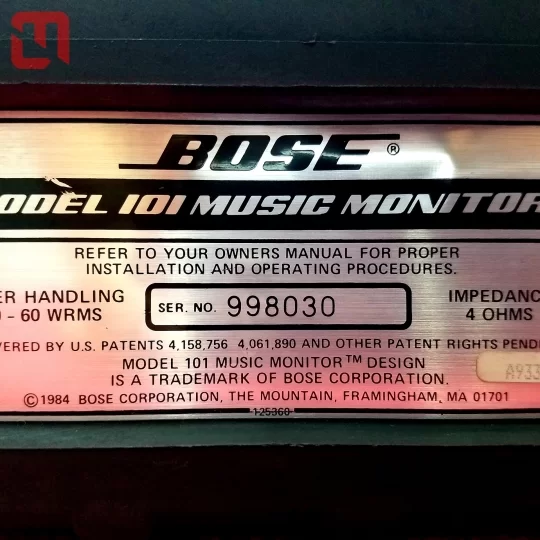 BOSE®
ODEL 101 MUSIC MONITOR
REFER TO YOUR OWNERS MANUAL FOR PROPER
INSTALLATION AND OPERATING PROCEDURES.
ER HANDLING
- 60 WRMS
SER. NO. 998030
IMPEDANC
4 OHMS
VERED BY U.S. PATENTS 4,158,756 4,061,890 AND OTHER PATENT RIGHTS PEND
MODEL 101 MUSIC MONITOR™ DESIGN
IS A TRADEMARK OF BOSE CORPORATION.
A933
©1984 BOSE CORPORATION, THE MOUNTAIN, FRAMINGHAM, MA 01701
125360